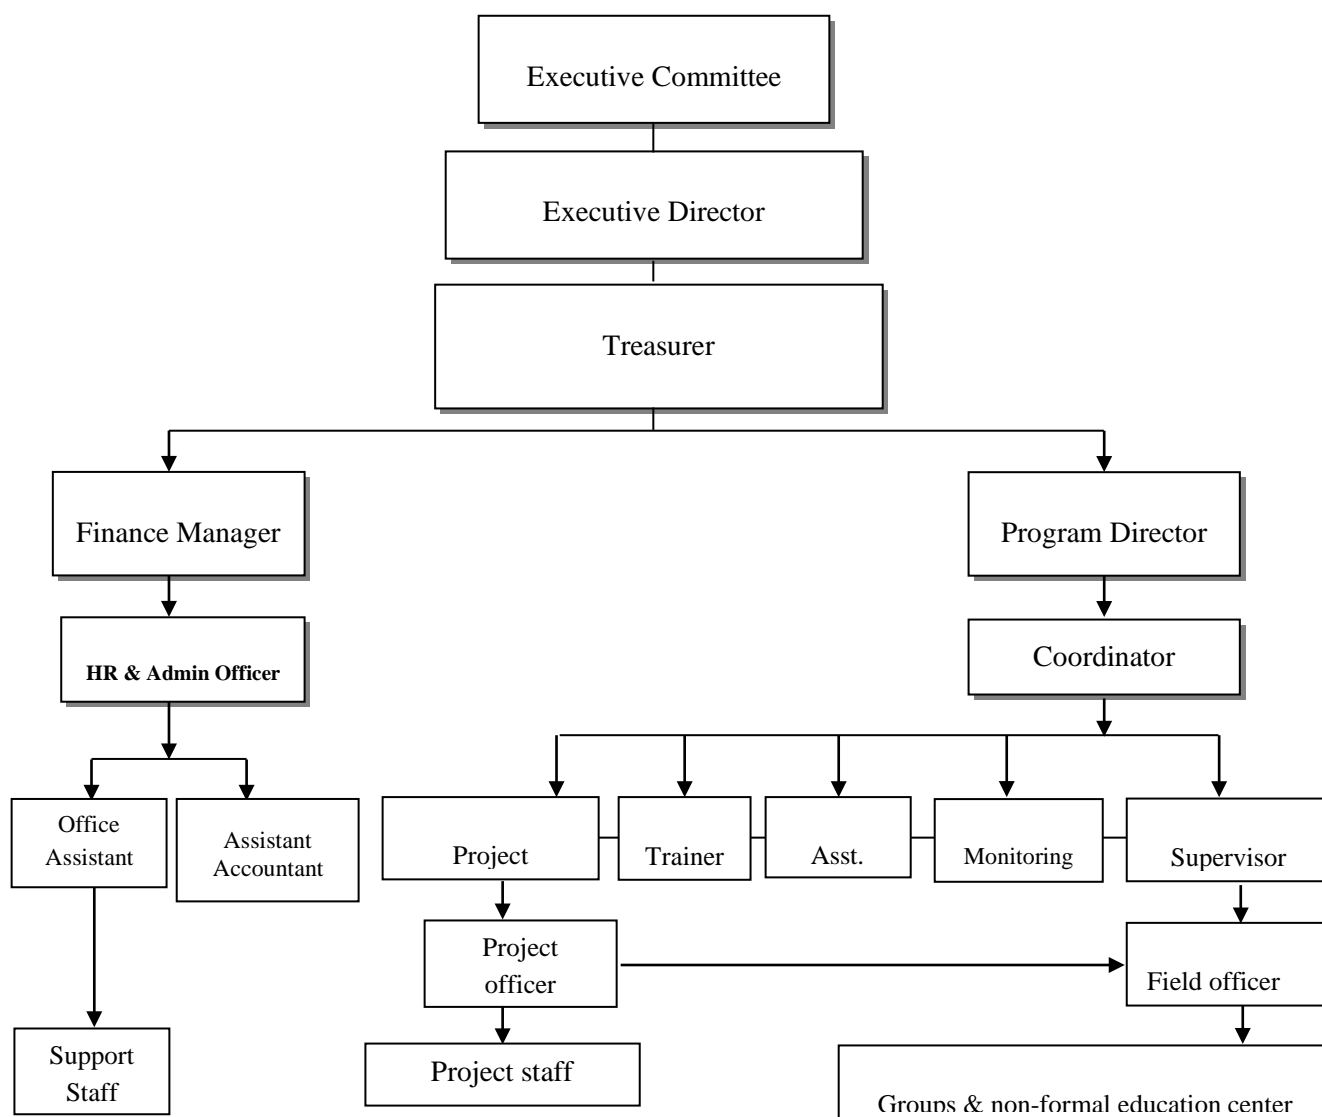 Executive Committee
Executive Director
Treasurer
Finance Manager
Program Director
HR & Admin Officer
Coordinator
Office
Assistant
Assistant
Accountant
Project
Trainer
Asst.
Monitoring
Supervisor
Project
officer
Field officer
Support
Staff
Project staff
Groups & non-formal education center